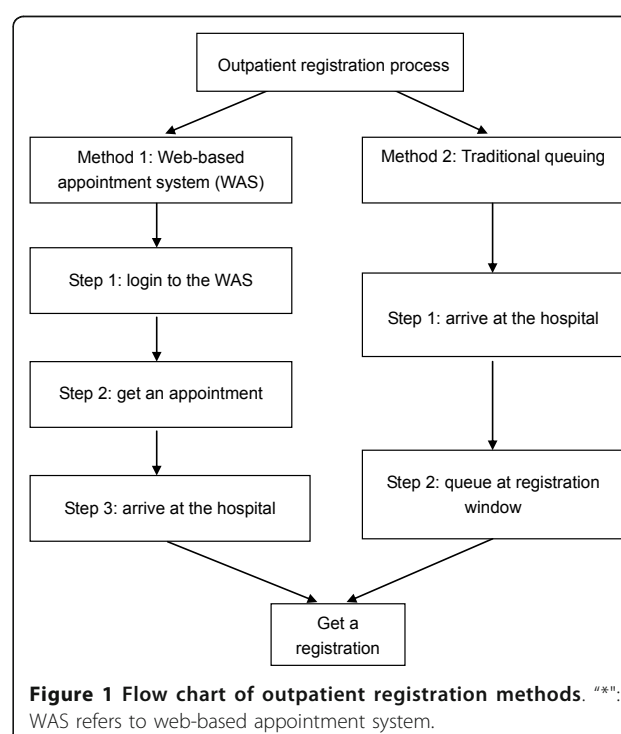 Outpatient registration process
Method 1: Web-based
appointment system (WAS)
Step 1: login to the WAS
Step 2: get an appointment
Step 3: arrive at the hospital
Method 2: Traditional queuing
Step 1: arrive at the hospital
Step 2: queue at registration
window
Get a
registration
Figure 1 Flow chart of outpatient registration methods. "*":
WAS refers to web-based appointment system.